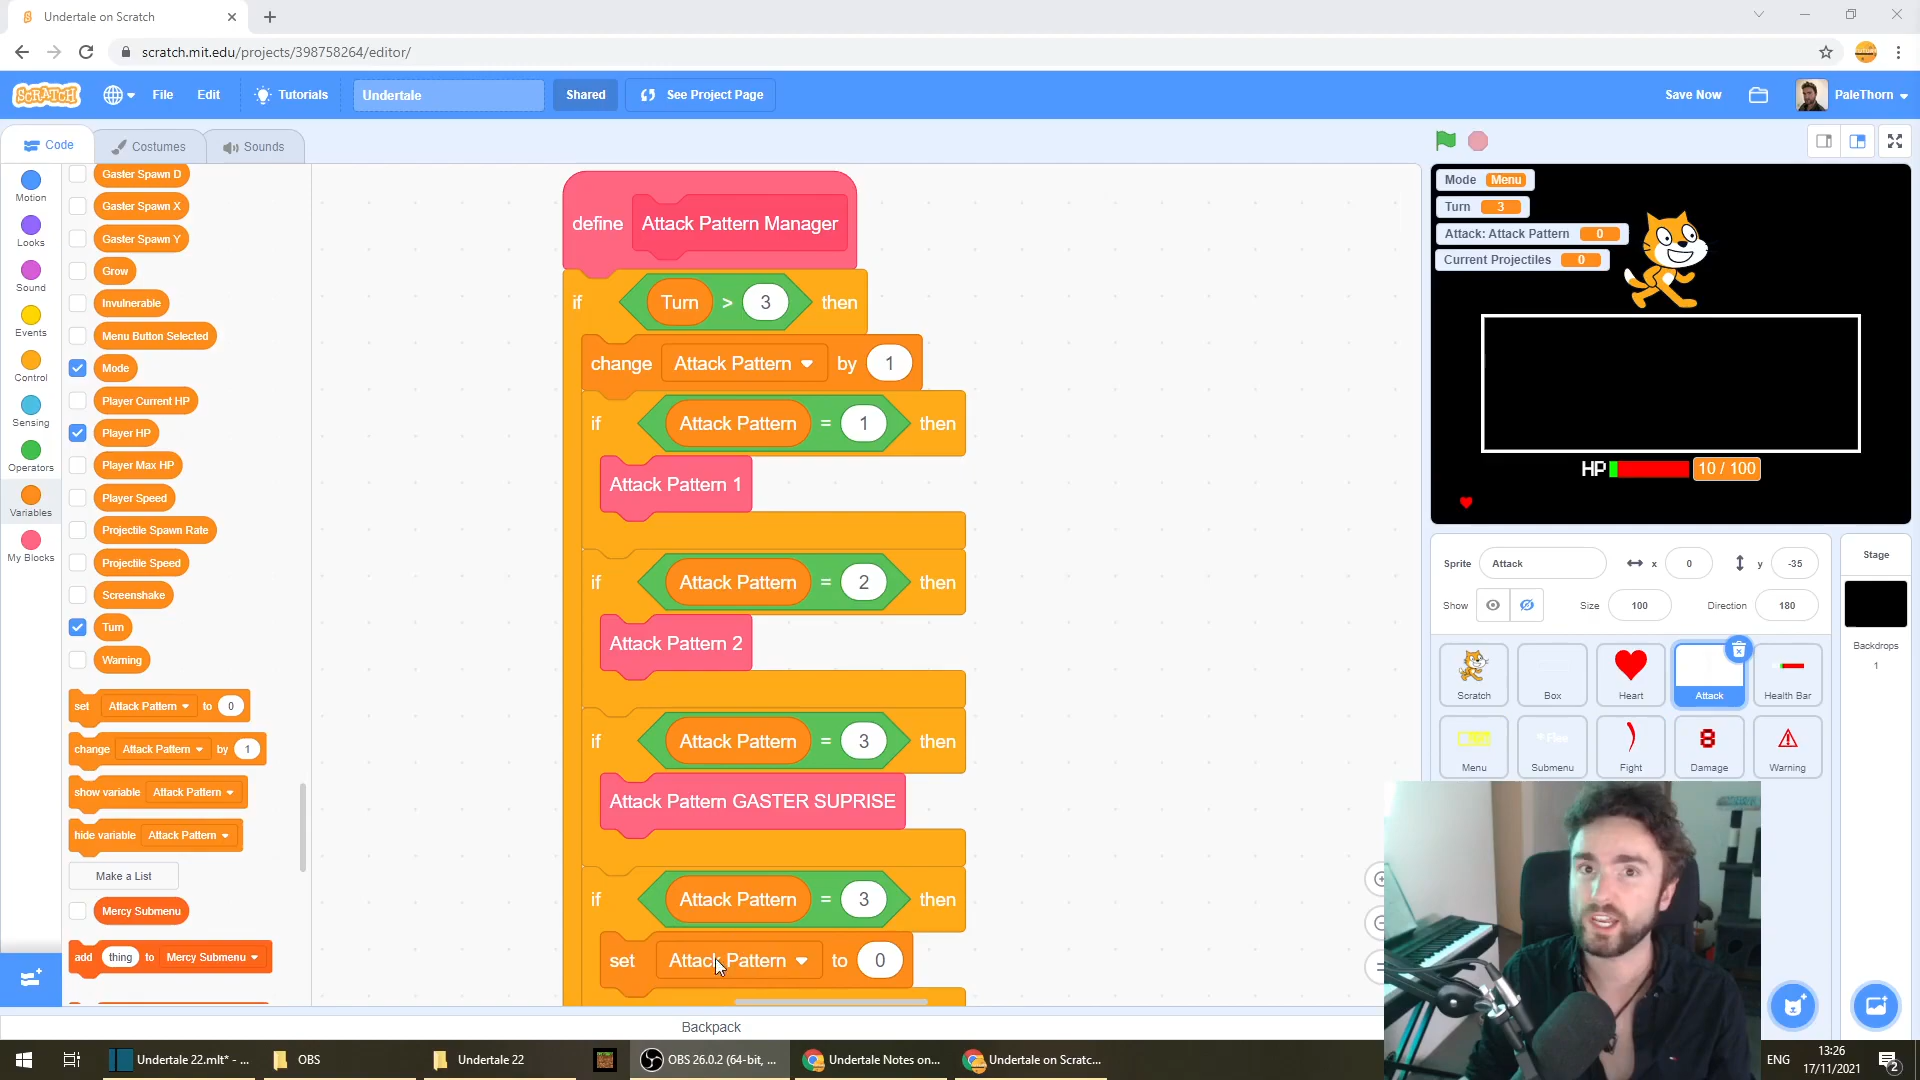 Undertale on Scratch
scratch.mit.edu/projects/398758264/editor/
SCRATCH
File
Edit
Tutorials
Undertale
Shared
See Project Page
Save Now
PaleThorn
Code
Costumes
Sounds
Motion
Looks
Sound
Events
Control
Sensing
Operators
Variables
My Blocks
Gaster Spawn D
Gaster Spawn X
Gaster Spawn Y
Grow
Invulnerable
Menu Button Selected
Mode
Player Current HP
Player HP
Player Max HP
Player Speed
Projectile Spawn Rate
Projectile Speed
Screenshake
Turn
Warning
set Attack Pattern to 0
change Attack Pattern by 1
show variable Attack Pattern
hide variable Attack Pattern
Make a List
Mercy Submenu
add thing to Mercy Submenu
define Attack Pattern Manager
if Turn > 3 then
change Attack Pattern by 1
if Attack Pattern = 1 then
Attack Pattern 1
if Attack Pattern = 2 then
Attack Pattern 2
if Attack Pattern = 3 then
Attack Pattern GASTER SUPRISE
if Attack Pattern = 3 then
set Attack Pattern to 0
Mode Menu
Turn 3
Attack: Attack Pattern 0
Current Projectiles 0
HP 10 / 100
Sprite Attack x 0 y -35
Show Size 100 Direction 180
Scratch
Box
Heart
Attack
Health Bar
Menu
Submenu
Fight
Damage
Warning
Stage
Backdrops
1
Backpack
Undertale 22.mlt* - ...
OBS
Undertale 22
OBS 26.0.2 (64-bit, ...
Undertale Notes on...
Undertale on Scratc...
ENG
13:26
17/11/2021
2